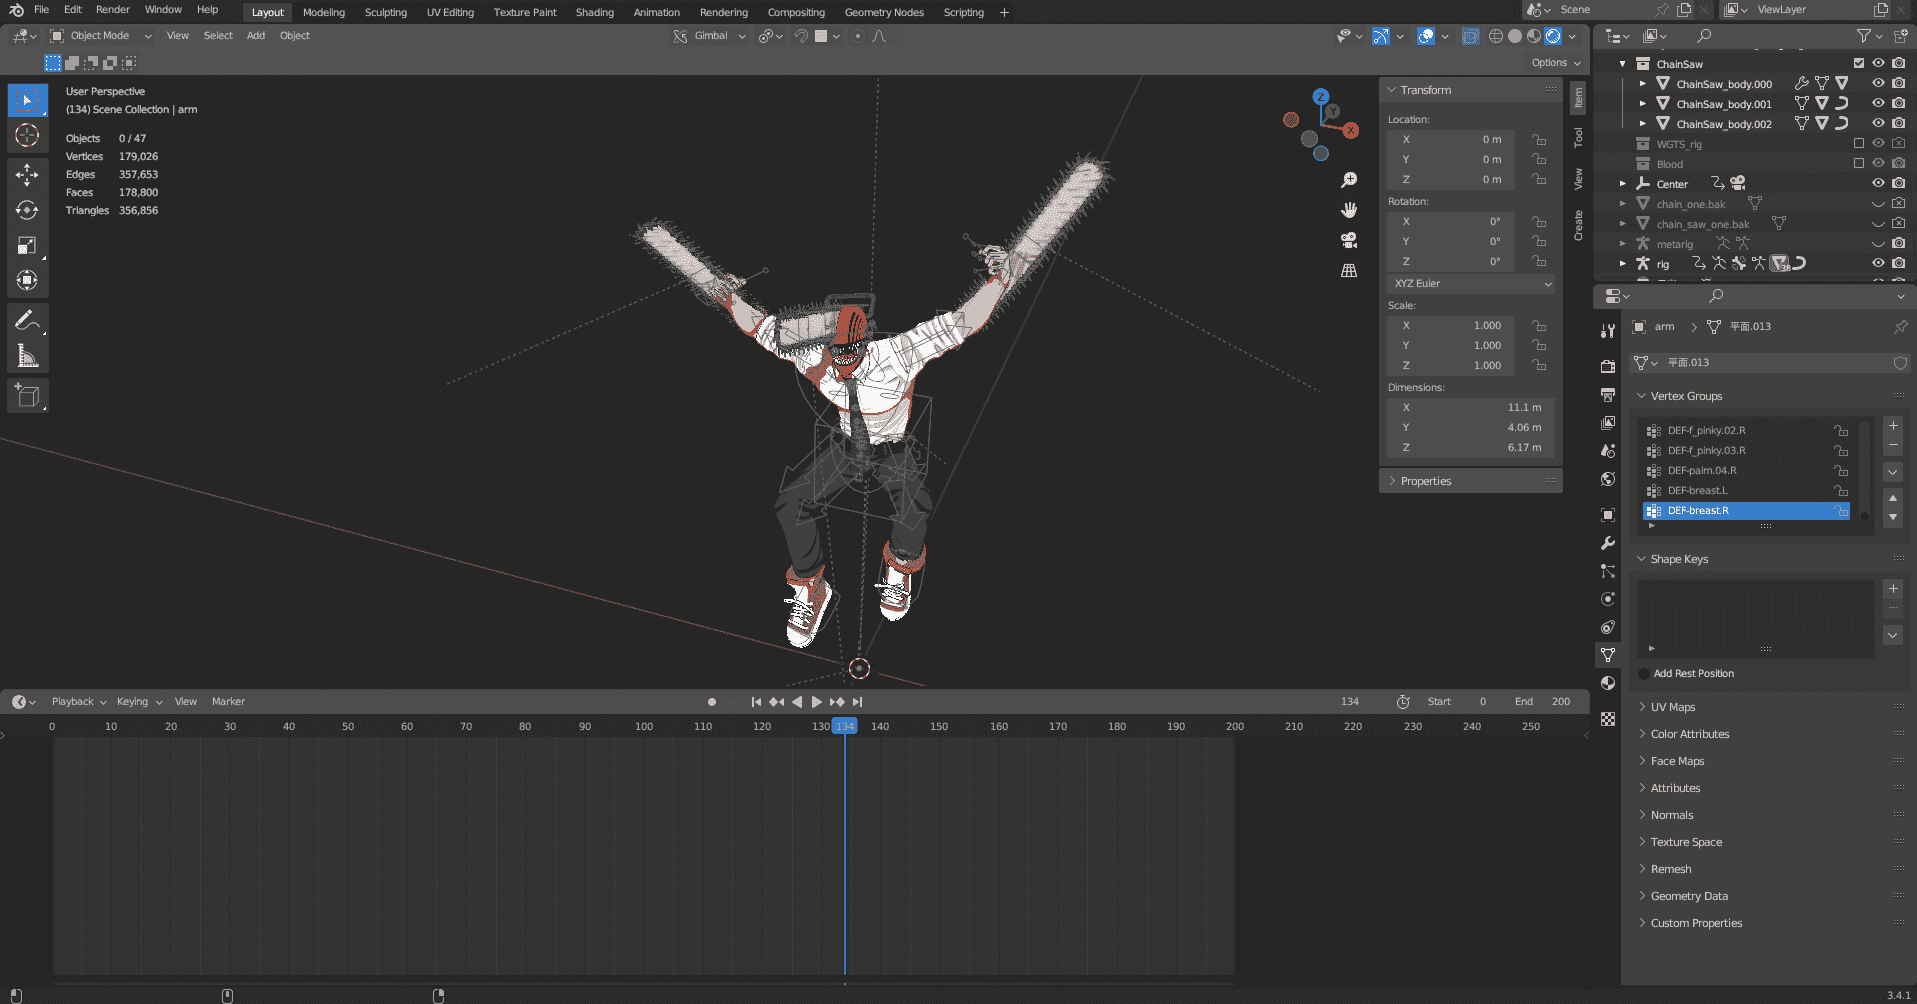 File Edit Render Window Help Layout Modeling Sculpting UV Editing Texture Paint Shading Animation Rendering Compositing Geometry Nodes Scripting + Scene ViewLayer
Object Mode View Select Add Object Gimbal
Options
User Perspective
(134) Scene Collection | arm
Objects 0 / 47
Vertices 179,026
Edges 357,653
Faces 178,800
Triangles 356,856
Transform
Location:
X 0 m
Y 0 m
Z 0 m
Rotation:
X 0°
Y 0°
Z 0°
XYZ Euler
Scale:
X 1.000
Y 1.000
Z 1.000
Dimensions:
X 11.1 m
Y 4.06 m
Z 6.17 m
Properties
Item
Tool
View
Create
Z
Y
X
ChainSaw
ChainSaw_body.000
ChainSaw_body.001
ChainSaw_body.002
WGTS_rig
Blood
Center
chain_one.bak
chain_saw_one.bak
metarig
rig 38
arm 平面.013
平面.013
Vertex Groups
DEF-f_pinky.02.R
DEF-f_pinky.03.R
DEF-palm.04.R
DEF-breast.L
DEF-breast.R
Shape Keys
Add Rest Position
UV Maps
Color Attributes
Face Maps
Attributes
Normals
Texture Space
Remesh
Geometry Data
Custom Properties
Playback Keying View Marker 134 Start 0 End 200
0 10 20 30 40 50 60 70 80 90 100 110 120 130 134 140 150 160 170 180 190 200 210 220 230 240 250
3.4.1